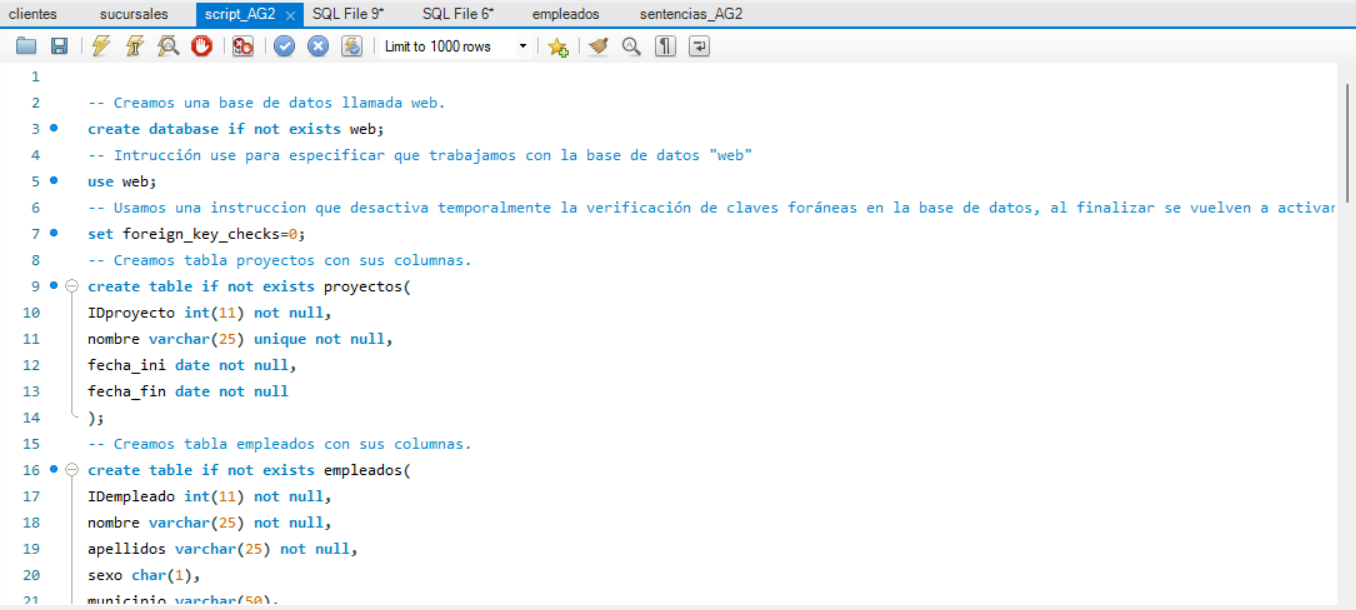 clientes sucursales script_AG2 × SQL File 9* SQL File 6* empleados sentencias_AG2
Limit to 1000 rows
1
2 -- Creamos una base de datos llamada web.
3 create database if not exists web;
4 -- Intrucción use para especificar que trabajamos con la base de datos "web"
5 use web;
6 -- Usamos una instruccion que desactiva temporalmente la verificación de claves foráneas en la base de datos, al finalizar se vuelven a activar
7 set foreign_key_checks=0;
8 -- Creamos tabla proyectos con sus columnas.
9 create table if not exists proyectos(
10 IDproyecto int(11) not null,
11 nombre varchar(25) unique not null,
12 fecha_ini date not null,
13 fecha_fin date not null
14 );
15 -- Creamos tabla empleados con sus columnas.
16 create table if not exists empleados(
17 IDempleado int(11) not null,
18 nombre varchar(25) not null,
19 apellidos varchar(25) not null,
20 sexo char(1),
21 municipio varchar(50),